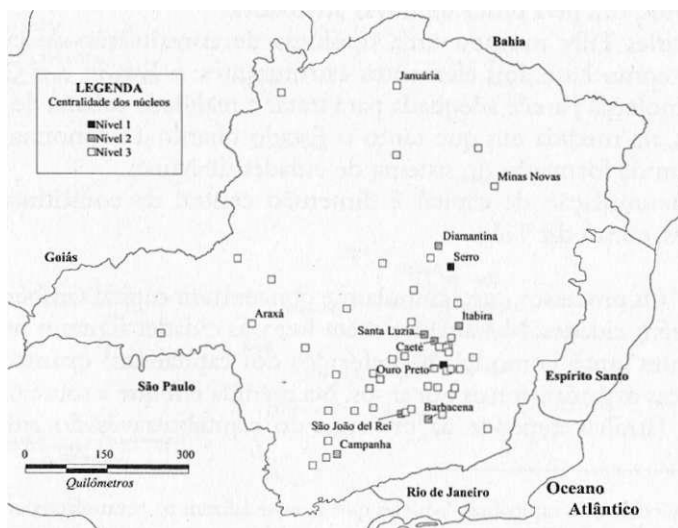 Bahia
LEGENDA
Centralidade dos núcleos
Nível 1
Nível 2
Nível 3
Januária
Minas Novas
Diamantina
Serro
Goiás
Araxá
Itabira
Santa Luzia
Caeté
Ouro Preto
São Paulo
Espírito Santo
Barbacena
São João del Rei
Campanha
300
0
300
Quilômetros
Rio de Janeiro
Oceano
Atlântico